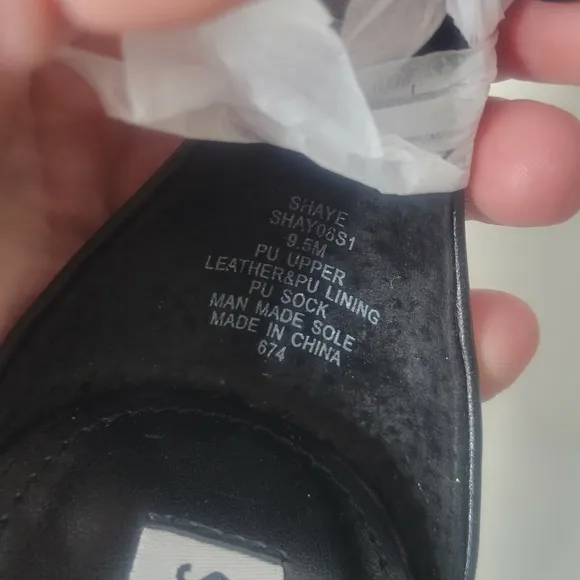 SHAYE
SHAY06S1
9.5M
PU UPPER
LEATHER&PU LINING
PU SOCK
MAN MADE SOLE
MADE IN CHINA
674
S